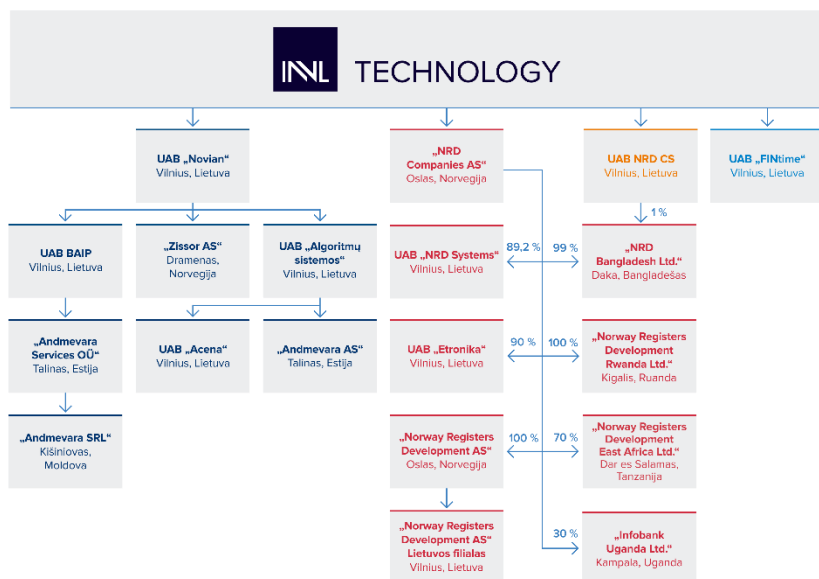 INVL TECHNOLOGY
UAB „Novian“
Vilnius, Lietuva
„NRD
Companies AS“
Oslas, Norvegija
UAB NRD CS
Vilnius, Lietuva
UAB „FINtime“
Vilnius, Lietuva
1 %
UAB BAIP
Vilnius, Lietuva
„Zissor AS“
Dramenas,
Norvegija
UAB „Algoritmų
sistemos“
Vilnius, Lietuva
UAB „NRD Systems“
Vilnius, Lietuva
89,2 %
99 %
„NRD
Bangladesh Ltd.“
Daka, Bangladešas
„Andmevara
Services OÜ“
Talinas, Estija
UAB „Acena“
Vilnius, Lietuva
„Andmevara AS“
Talinas, Estija
UAB „Etronika“
Vilnius, Lietuva
90 %
100 %
„Norway Registers
Development
Rwanda Ltd.“
Kigalis, Ruanda
„Andmevara SRL“
Kišiniovas,
Moldova
„Norway Registers
Development AS“
Oslas, Norvegija
100 %
70 %
„Norway Registers
Development
East Africa Ltd.“
Dar es Salamas,
Tanzanija
„Norway Registers
Development AS“
Lietuvos filialas
Vilnius, Lietuva
30 %
„Infobank
Uganda Ltd.“
Kampala, Uganda